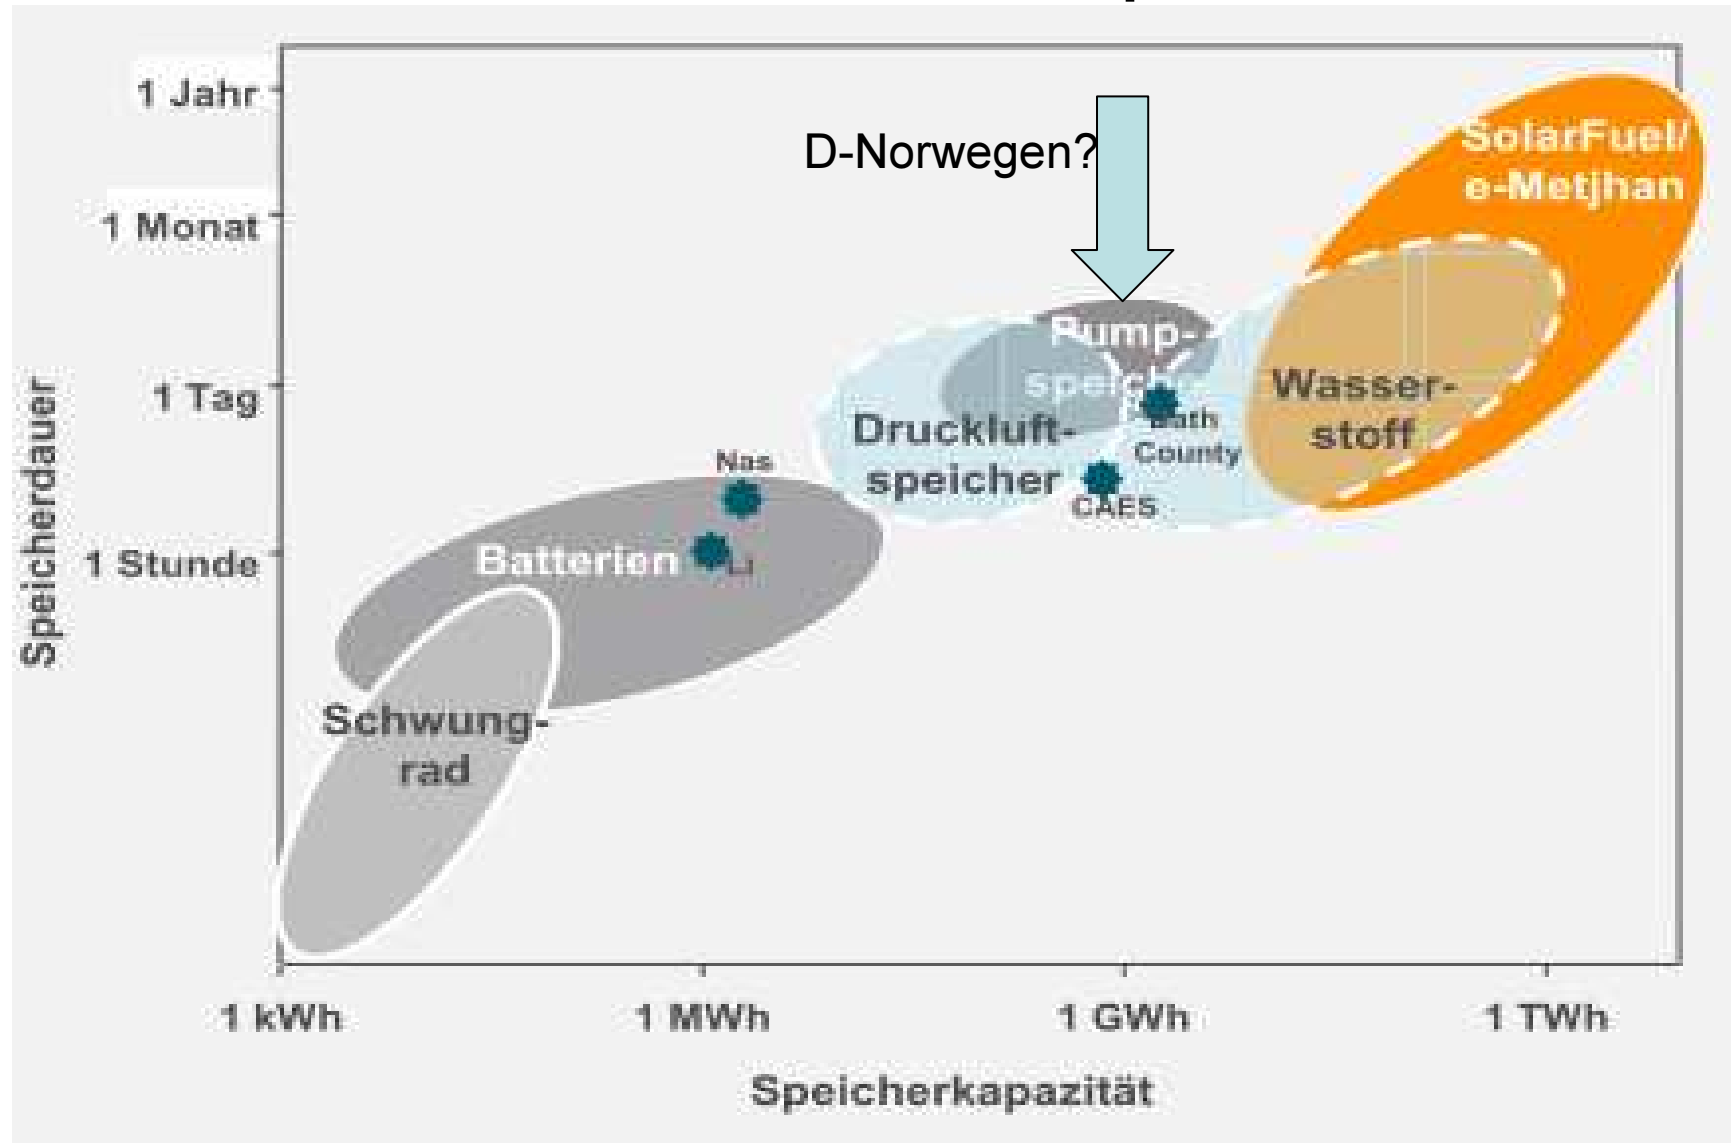 1 Jahr
D-Norwegen?
SolarFuel/
e-Metjhan
1 Monat
Pump-
1 Tag
Wasser-
stoff
Druckluft-
speicher
Bath
County
Nas
CAES
1 Stunde
Batterien
Li
Schwung-
rad
Speicherdauer
1 kWh
1 MWh
1 GWh
1 TWh
Speicherkapazität